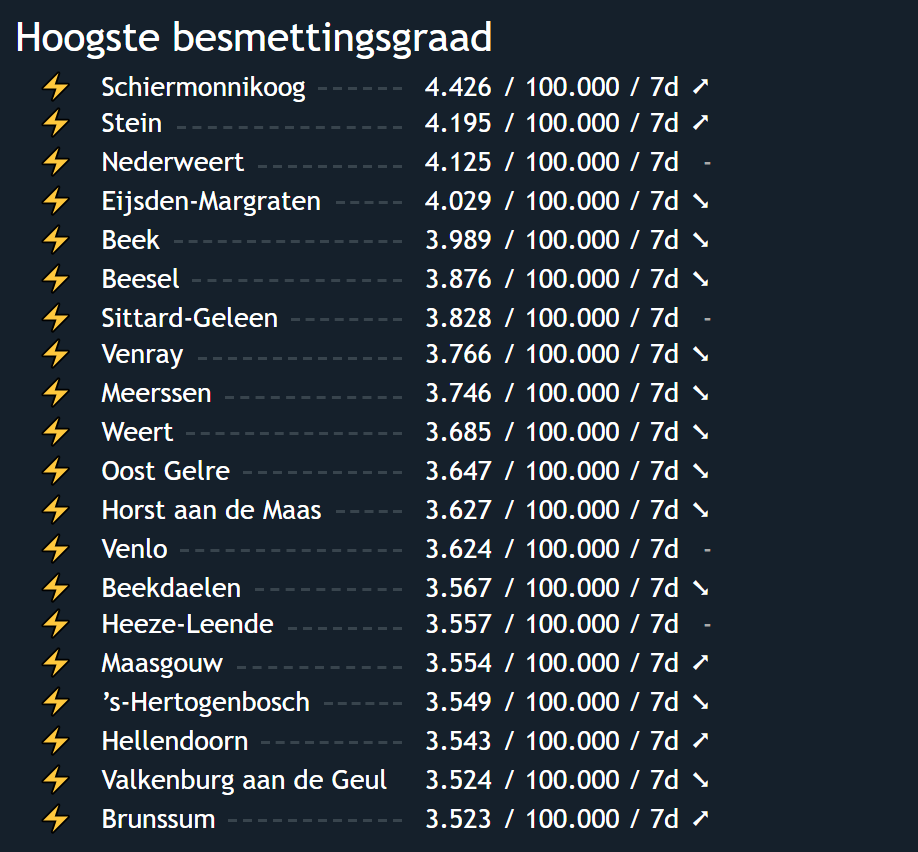 Hoogste besmettingsgraad
⚡ Schiermonnikoog ------ 4.426 / 100.000 / 7d ➚
⚡ Stein --------------- 4.195 / 100.000 / 7d ➚
⚡ Nederweert ---------- 4.125 / 100.000 / 7d -
⚡ Eijsden-Margraten ----- 4.029 / 100.000 / 7d ➘
⚡ Beek --------------- 3.989 / 100.000 / 7d ➘
⚡ Beesel -------------- 3.876 / 100.000 / 7d ➘
⚡ Sittard-Geleen -------- 3.828 / 100.000 / 7d -
⚡ Venray -------------- 3.766 / 100.000 / 7d ➘
⚡ Meerssen ------------ 3.746 / 100.000 / 7d ➘
⚡ Weert --------------- 3.685 / 100.000 / 7d ➘
⚡ Oost Gelre ----------- 3.647 / 100.000 / 7d ➘
⚡ Horst aan de Maas ----- 3.627 / 100.000 / 7d ➘
⚡ Venlo --------------- 3.624 / 100.000 / 7d -
⚡ Beekdaelen ---------- 3.567 / 100.000 / 7d ➘
⚡ Heeze-Leende -------- 3.557 / 100.000 / 7d -
⚡ Maasgouw ----------- 3.554 / 100.000 / 7d ➚
⚡ ’s-Hertogenbosch ------ 3.549 / 100.000 / 7d ➘
⚡ Hellendoorn ---------- 3.543 / 100.000 / 7d ➚
⚡ Valkenburg aan de Geul 3.524 / 100.000 / 7d ➘
⚡ Brunssum ------------ 3.523 / 100.000 / 7d ➚